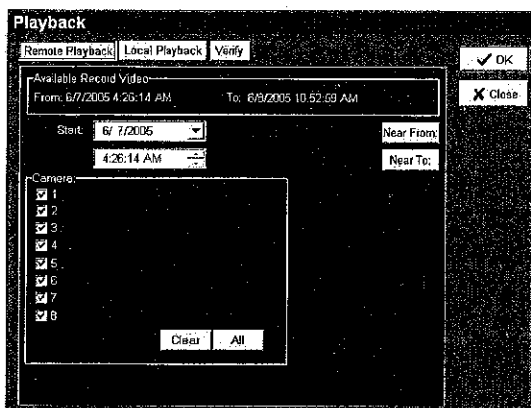 Playback
Remote Playback Local Playback Verify
OK
Close
Available Record Video
From: 6/7/2005 4:26:14 AM To: 6/8/2005 10:52:59 AM
Start: 6/ 7/2005
4:26:14 AM
Near From:
Near To:
Camera:
1
2
3
4
5
6
7
8
Clear All